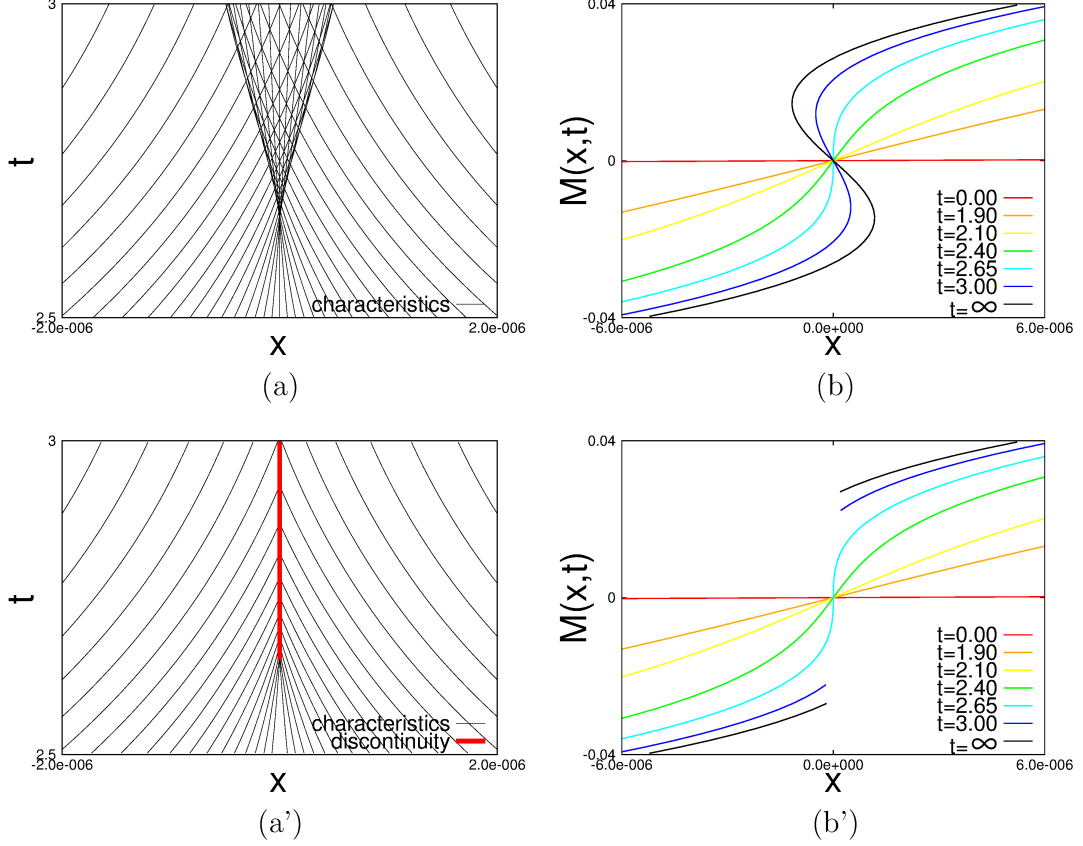 3
t
characteristics
2.5
-2.0e-006
2.0e-006
x
(a)
0.04
M(x,t)
0
t=0.00
t=1.90
t=2.10
t=2.40
t=2.65
t=3.00
t=∞
-0.04
-6.0e-006
0.0e+000
6.0e-006
x
(b)
3
t
characteristics
discontinuity
2.5
-2.0e-006
2.0e-006
x
(a')
0.04
M(x,t)
0
t=0.00
t=1.90
t=2.10
t=2.40
t=2.65
t=3.00
t=∞
-0.04
-6.0e-006
0.0e+000
6.0e-006
x
(b')